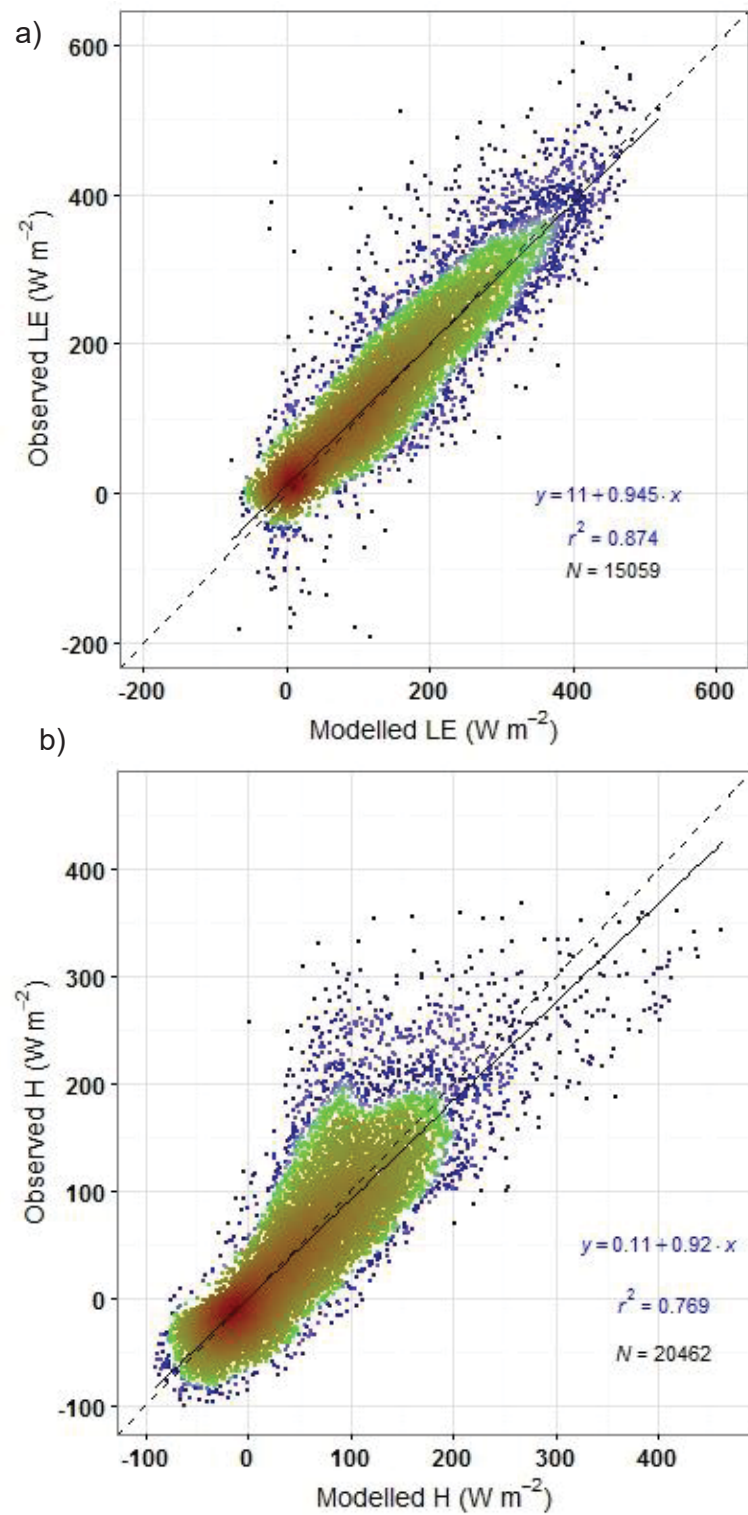 a)
600
400
200
0
-200
Observed LE (W m⁻²)
y = 11 + 0.945 · x
r² = 0.874
N = 15059
-200 0 200 400 600
Modelled LE (W m⁻²)
b)
400
300
200
100
0
-100
Observed H (W m⁻²)
y = 0.11 + 0.92 · x
r² = 0.769
N = 20462
-100 0 100 200 300 400
Modelled H (W m⁻²)